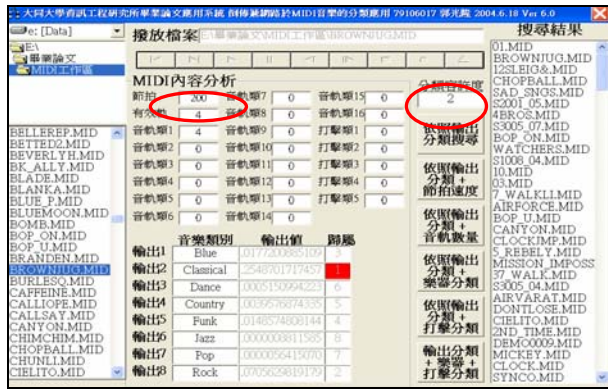 大同大學資訊工程研究所畢業論文應用系統 倒傳遞網路於MIDI音樂的分類應用 79106017 郭光龍 2004.6.18 Ver 6.0
e: [Data]
E:\
畢業論文
MIDI工作區
BELLEREP.MID
BETTED2.MID
BEVERLYH.MID
BK_ALLY.MID
BLADE.MID
BLANKA.MID
BLUE_P.MID
BLUEMOON.MID
BOMB.MID
BOP_ON.MID
BOP_U.MID
BRANDEN.MID
BROWNJUG.MID
BURLESQ.MID
CAFFEINE.MID
CALLIOPE.MID
CALLSAY.MID
CANYON.MID
CHIMCHIM.MID
CHOPBALL.MID
CHUNLI.MID
CIELITO.MID
撥放檔案 E:\畢業論文\MIDI工作區\BROWNJUG.MID
MIDI內容分析
節拍 200 音軌類7 0 音軌類15 0
有效軌 4 音軌類8 0 音軌類16 0
音軌類1 4 音軌類9 0 打擊類1 0
音軌類2 0 音軌類10 0 打擊類2 0
音軌類3 0 音軌類11 0 打擊類3 0
音軌類4 0 音軌類12 0 打擊類4 0
音軌類5 0 音軌類13 0 打擊類5 0
音軌類6 0 音軌類14 0
音樂類別 輸出值 歸屬
輸出1 Blue .0177200885109 3
輸出2 Classical .2548701717457 1
輸出3 Dance .0005150994223 6
輸出4 Country .0039576874335 5
輸出5 Funk .0148574808144 4
輸出6 Jazz .0000008811585 8
輸出7 Pop .0000056415070 7
輸出8 Rock .0705629819179 2
分類容許度
2
依照輸出
分類搜尋
依照輸出
分類 +
節拍速度
依照輸出
分類 +
音軌數量
依照輸出
分類 +
樂器分類
依照輸出
分類 +
打擊分類
輸出分類
+ 樂器 +
打擊分類
搜尋結果
01.MID
BROWNJUG.MID
12SLEIG&.MID
CHOPBALL.MID
SAD_SNGS.MID
S2001_05.MID
4BROS.MID
S3005_07.MID
BOP_ON.MID
WATCHERS.MID
S1008_04.MID
10.MID
03.MID
7_WALKLI.MID
AIRFORCE.MID
BOP_U.MID
CANYON.MID
CLOCKJMP.MID
5_REBELY.MID
MISSION_IMPOSS
37_WALK.MID
S3005_04.MID
AIRVARAT.MID
DONTLOSE.MID
CIELITO.MID
2ND_TIME.MID
DEMO0009.MID
MICKEY.MID
CLOCK.MID
SYNCO.MID